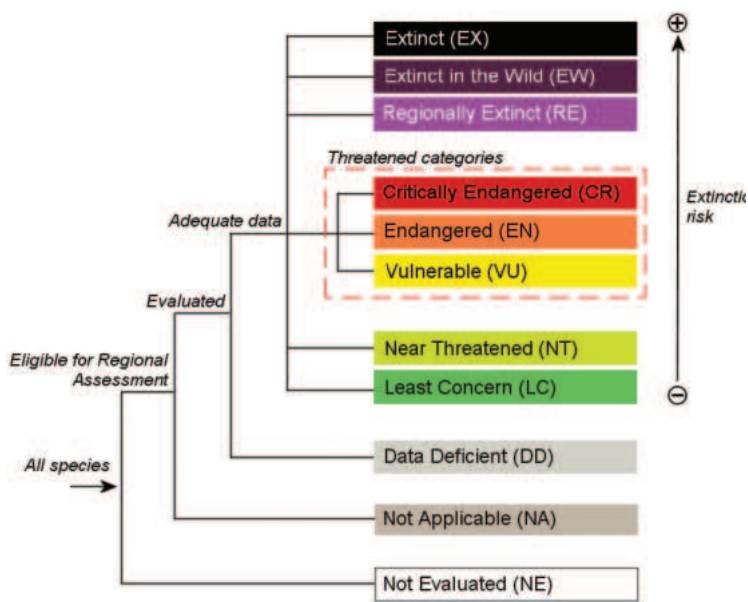 Extinct (EX)
Extinct in the Wild (EW)
Regionally Extinct (RE)
Threatened categories
Critically Endangered (CR)
Adequate data
Endangered (EN)
Vulnerable (VU)
Extinctio
risk
Evaluated
Near Threatened (NT)
Eligible for Regional
Assessment
Least Concern (LC)
All species
Data Deficient (DD)
Not Applicable (NA)
Not Evaluated (NE)